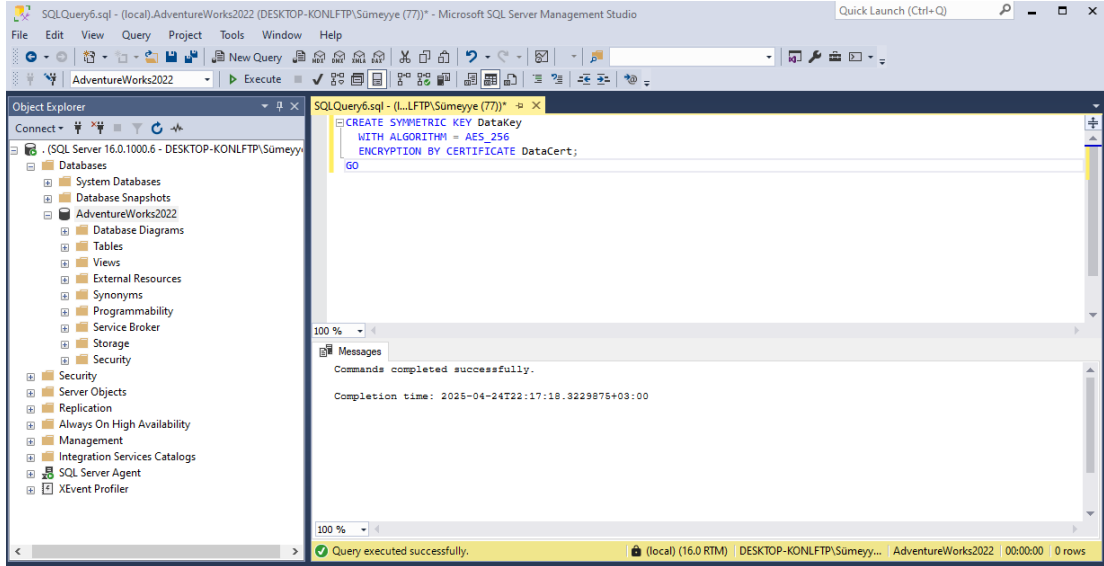 SQLQuery6.sql - (local).AdventureWorks2022 (DESKTOP-KONLFTP\Sümeyye (77))* - Microsoft SQL Server Management Studio
Quick Launch (Ctrl+Q)
File Edit View Query Project Tools Window Help
New Query
AdventureWorks2022 Execute
Object Explorer
SQLQuery6.sql - (l...LFTP\Sümeyye (77))*
Connect
. (SQL Server 16.0.1000.6 - DESKTOP-KONLFTP\Sümeyy
Databases
System Databases
Database Snapshots
AdventureWorks2022
Database Diagrams
Tables
Views
External Resources
Synonyms
Programmability
Service Broker
Storage
Security
Security
Server Objects
Replication
Always On High Availability
Management
Integration Services Catalogs
SQL Server Agent
XEvent Profiler
CREATE SYMMETRIC KEY DataKey
WITH ALGORITHM = AES_256
ENCRYPTION BY CERTIFICATE DataCert;
GO
100 %
Messages
Commands completed successfully.
Completion time: 2025-04-24T22:17:18.3229875+03:00
100 %
Query executed successfully. (local) (16.0 RTM) DESKTOP-KONLFTP\Sümeyy... AdventureWorks2022 00:00:00 0 rows